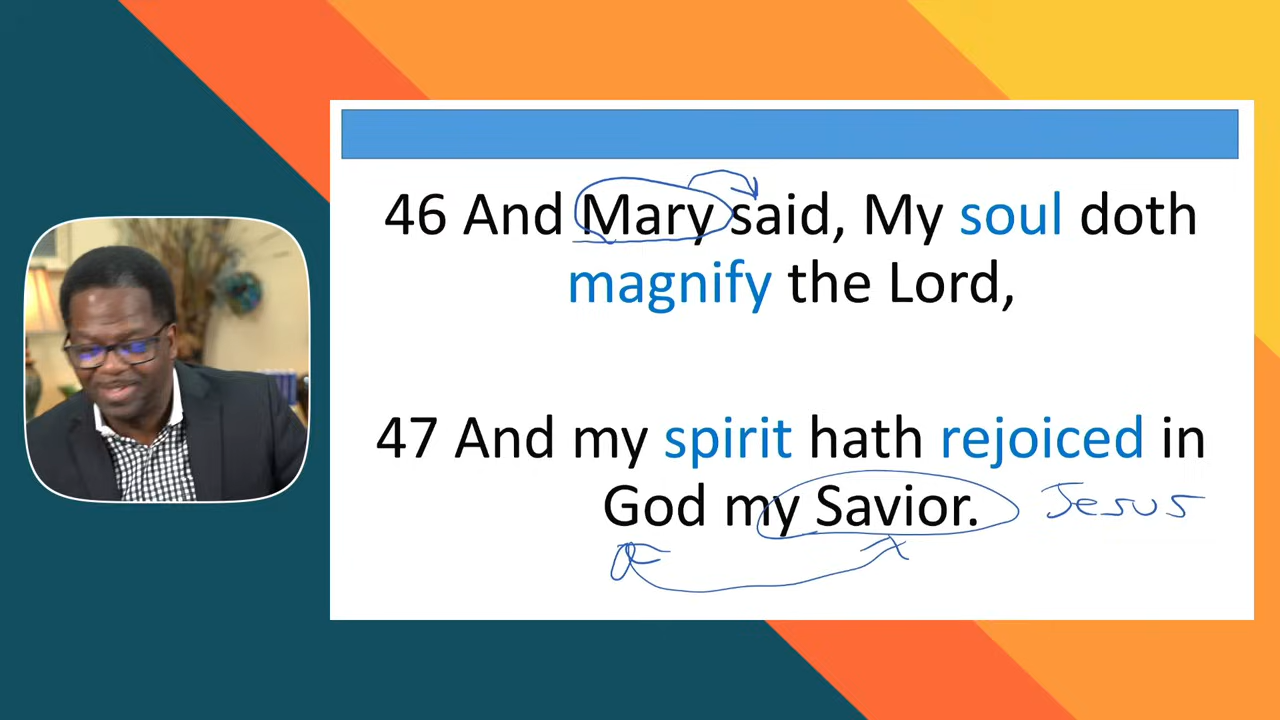 46 And Mary said, My soul doth
magnify the Lord,
47 And my spirit hath rejoiced in
God my Savior. Jesus